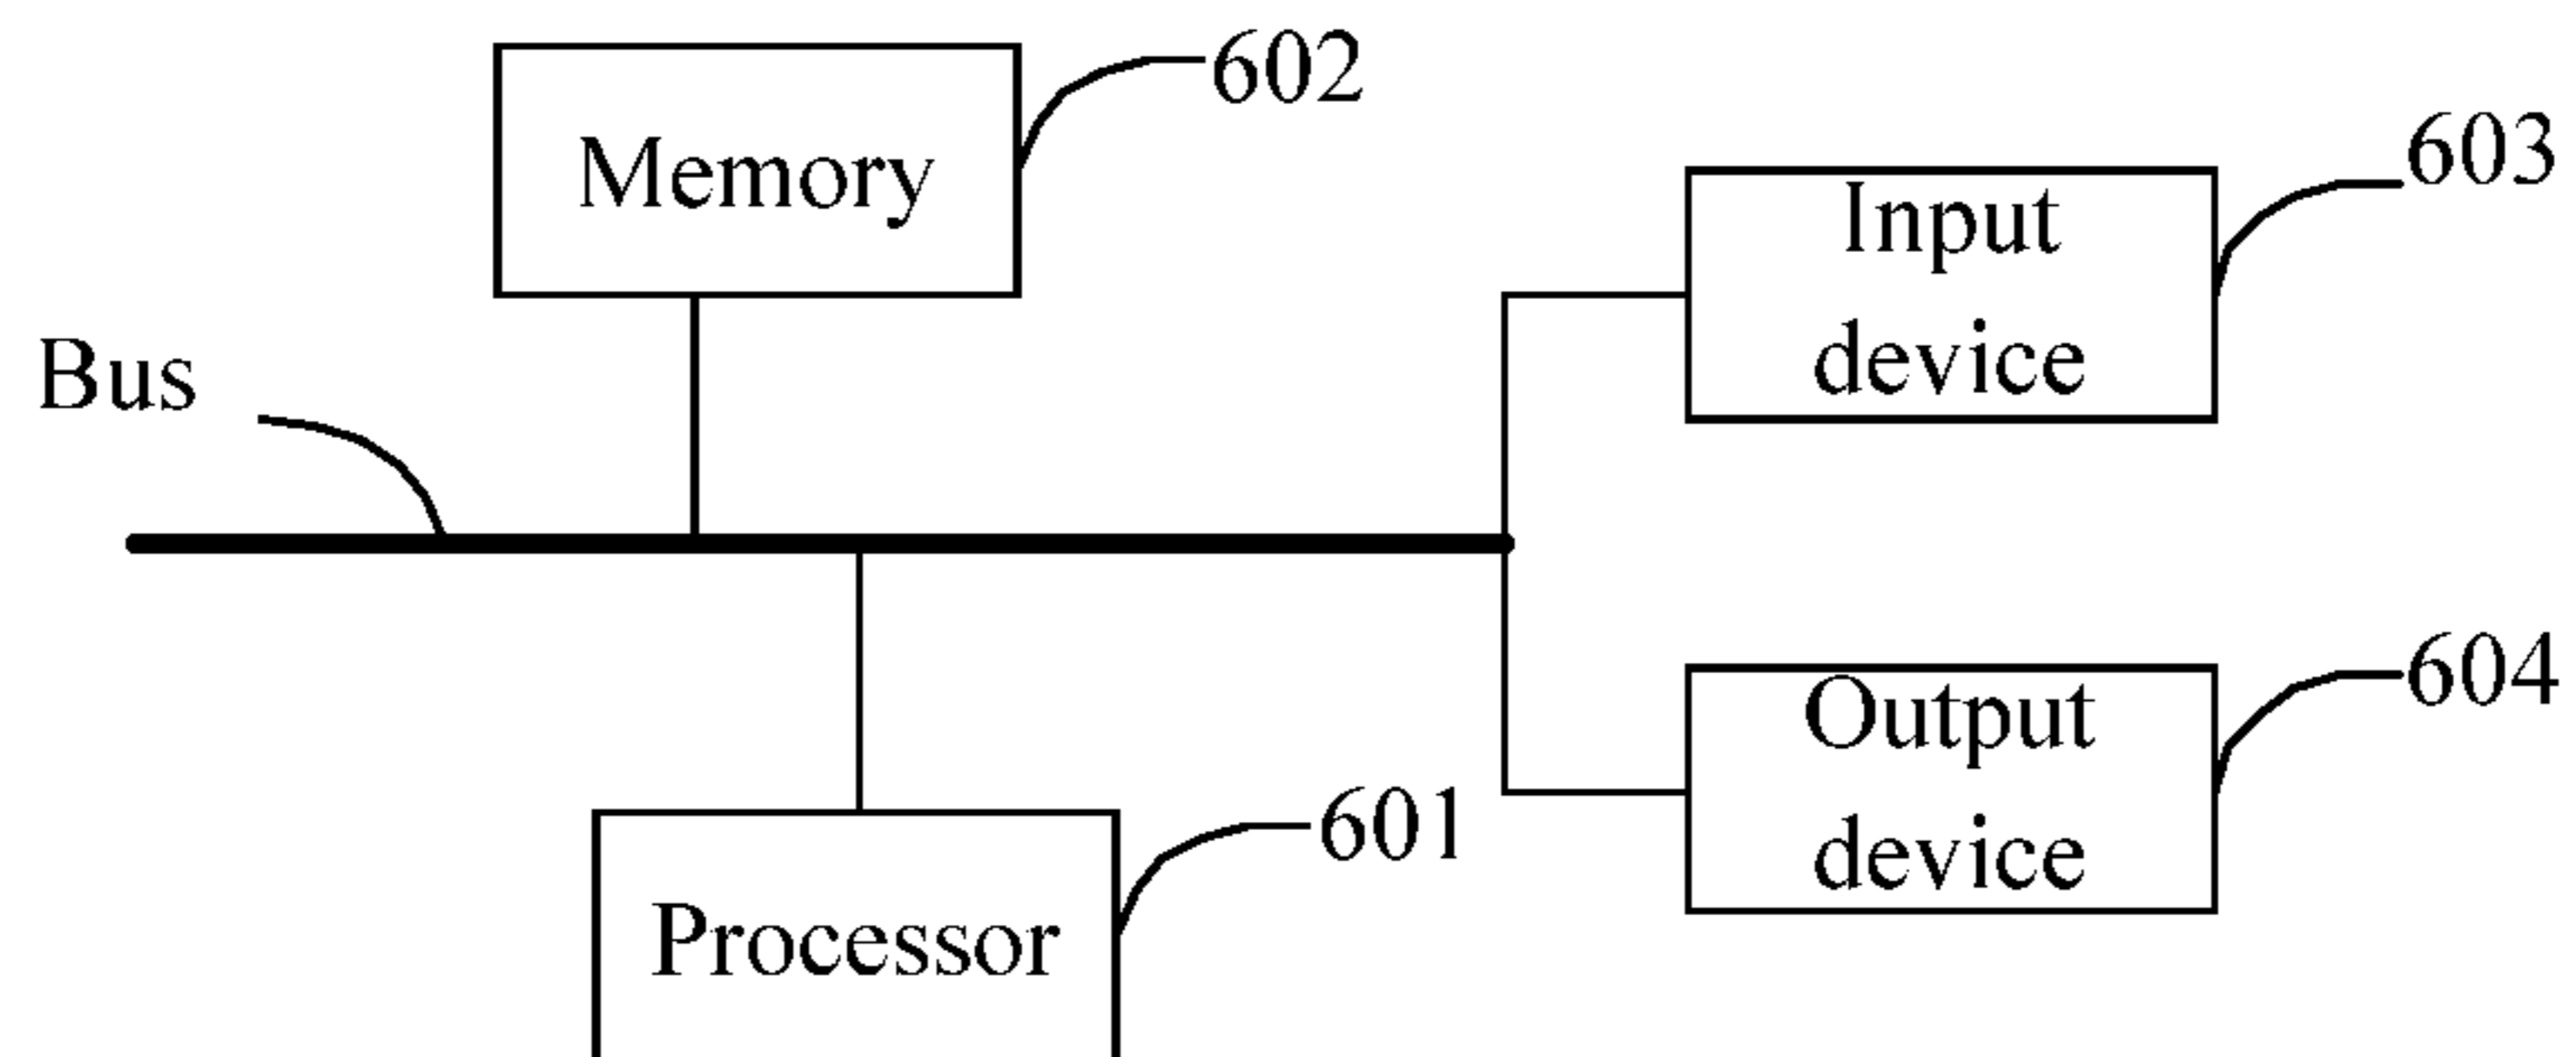 602
Memory
603
Input
device
Bus
604
Output
device
601
Processor